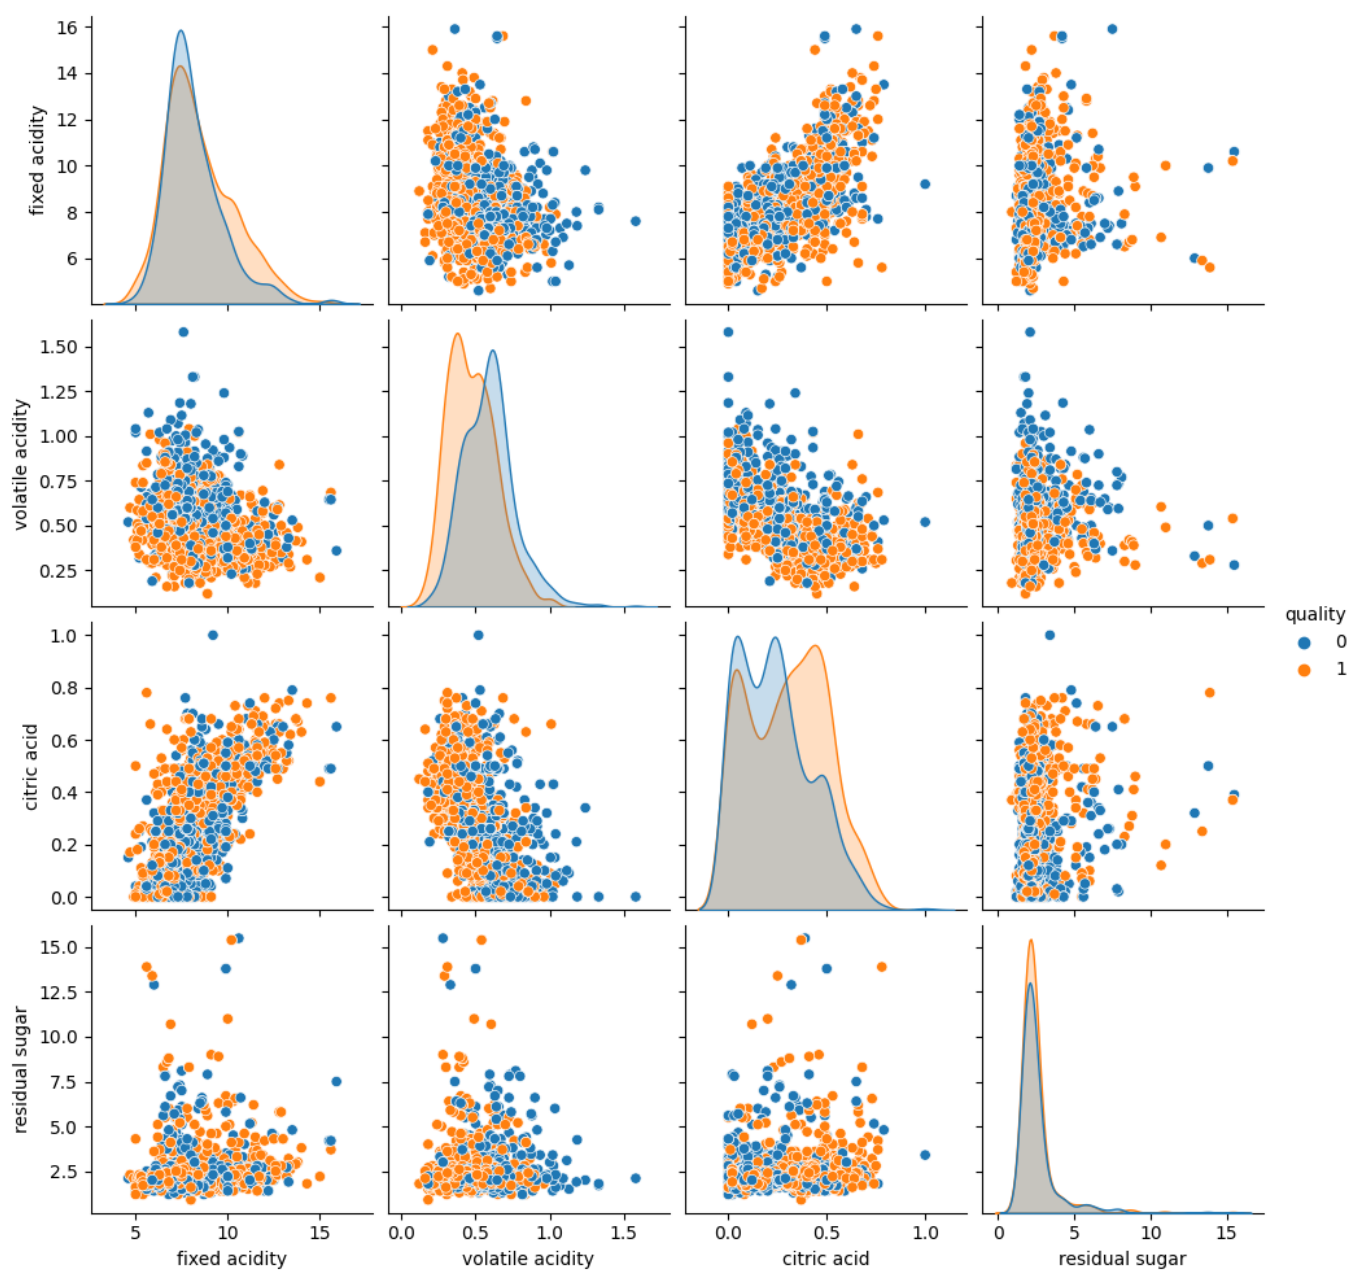 16
14
12
10
8
6
fixed acidity
1.50
1.25
1.00
0.75
0.50
0.25
volatile acidity
quality
0
1
1.0
0.8
0.6
0.4
0.2
0.0
citric acid
15.0
12.5
10.0
7.5
5.0
2.5
residual sugar
5 10 15
fixed acidity
0.0 0.5 1.0 1.5
volatile acidity
0.0 0.5 1.0
citric acid
0 5 10 15
residual sugar